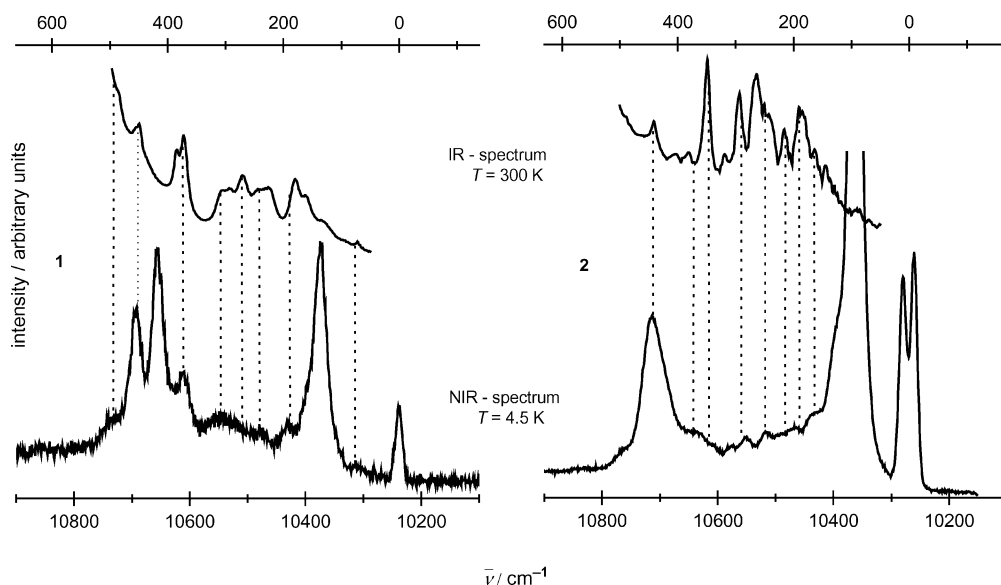 600 400 200 0
600 400 200 0
IR - spectrum
T = 300 K
intensity / arbitrary units
1
2
NIR - spectrum
T = 4.5 K
10800 10600 10400 10200
10800 10600 10400 10200
ν̄ / cm⁻¹